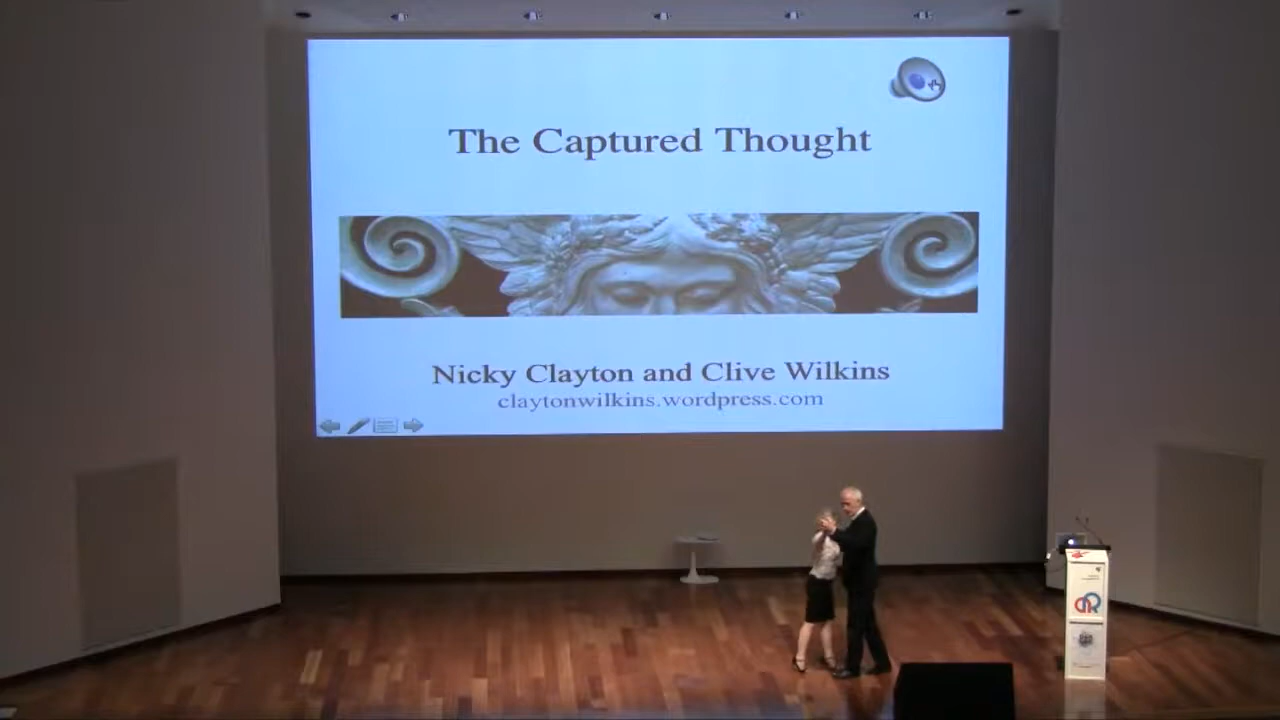 The Captured Thought
Nicky Clayton and Clive Wilkins
claytonwilkins.wordpress.com